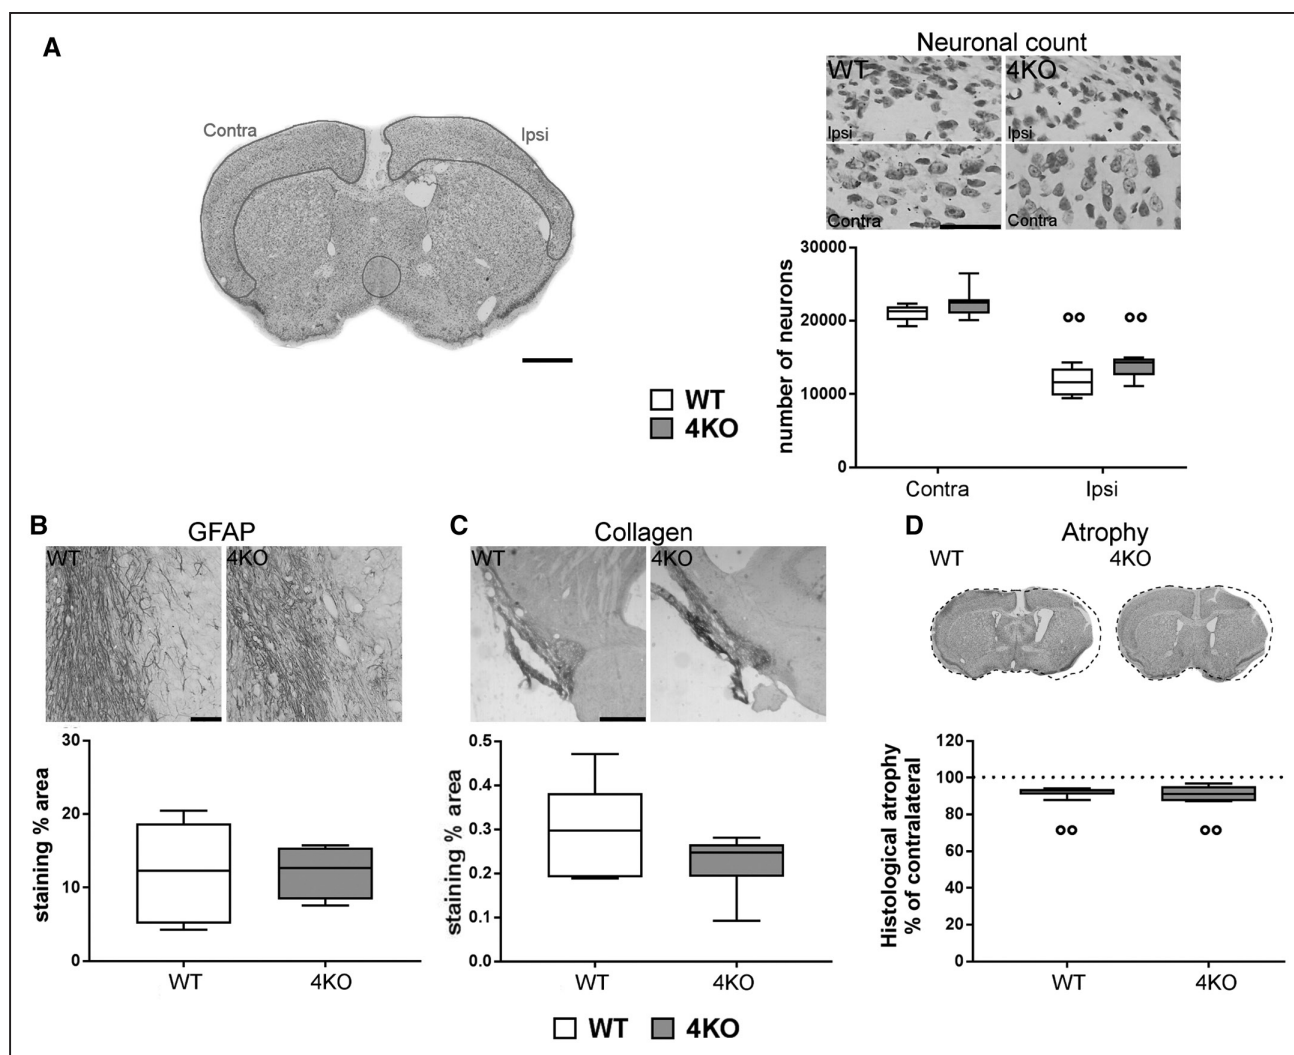 A
Contra
Ipsi
Neuronal count
WT
4KO
Ipsi
Ipsi
Contra
Contra
number of neurons
30000
20000
10000
0
Contra
Ipsi
WT
4KO
B
GFAP
WT
4KO
staining % area
30
20
10
0
WT
4KO
C
Collagen
WT
4KO
staining % area
0.5
0.4
0.3
0.2
0.1
0.0
WT
4KO
D
Atrophy
WT
4KO
Histological atrophy
% of contralateral
120
100
80
60
40
20
0
WT
4KO
WT
4KO